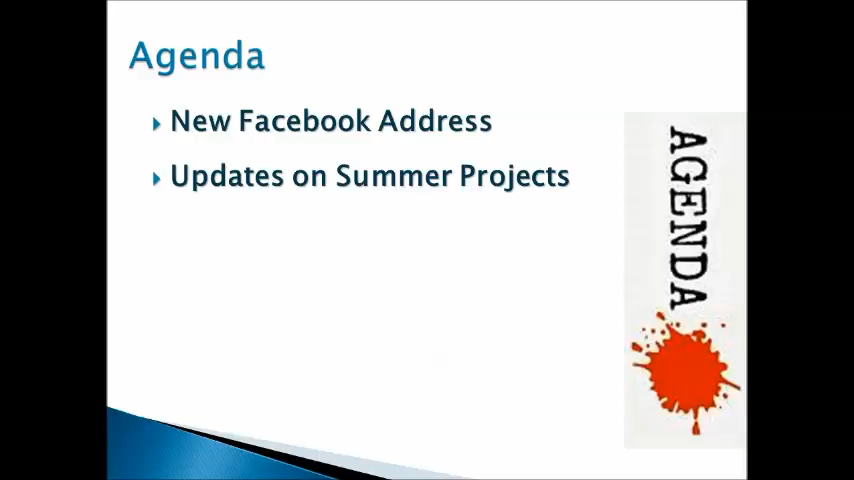 Agenda
New Facebook Address
Updates on Summer Projects
AGENDA